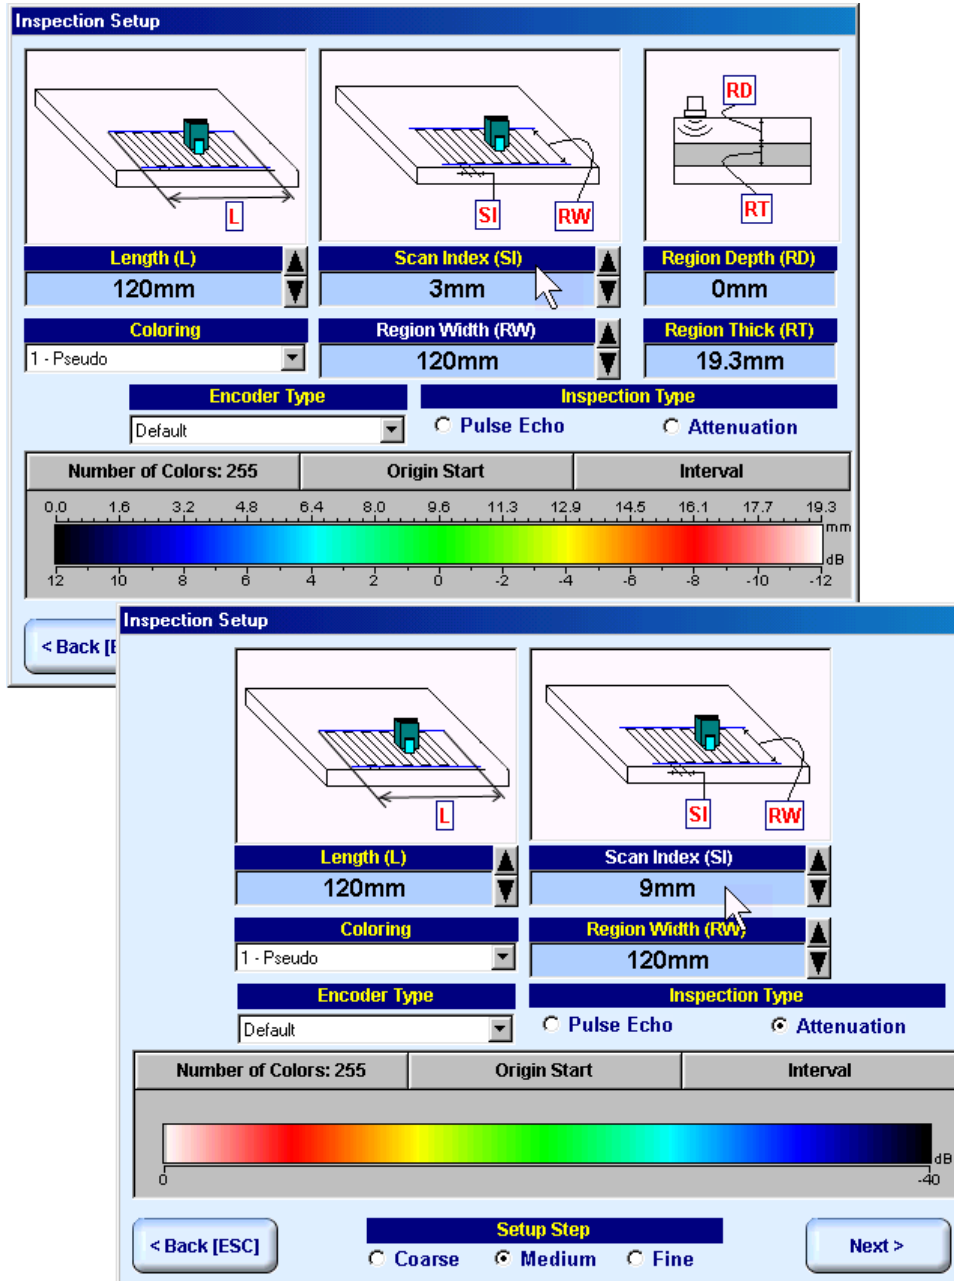 Inspection Setup
RD
L
SI
RW
RT
Length (L)
Scan Index (SI)
Region Depth (RD)
120mm
3mm
0mm
Coloring
Region Width (RW)
Region Thick (RT)
1 - Pseudo
120mm
19.3mm
Encoder Type
Inspection Type
Default
Pulse Echo
Attenuation
Number of Colors: 255
Origin Start
Interval
0.0 1.6 3.2 4.8 6.4 8.0 9.6 11.3 12.9 14.5 16.1 17.7 19.3
mm
dB
12 10 8 6 4 2 0 -2 -4 -6 -8 -10 -12
< Back [E
Inspection Setup
L
SI
RW
Length (L)
Scan Index (SI)
120mm
9mm
Coloring
Region Width (RW)
1 - Pseudo
120mm
Encoder Type
Inspection Type
Default
Pulse Echo
Attenuation
Number of Colors: 255
Origin Start
Interval
dB
0
-40
< Back [ESC]
Setup Step
Coarse
Medium
Fine
Next >